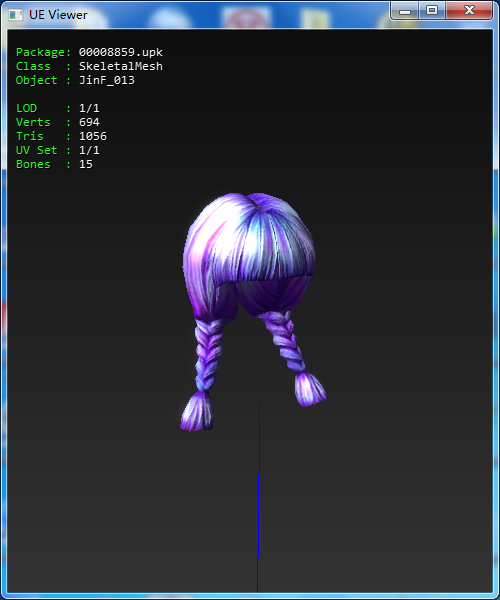 UE Viewer
Package: 00008859.upk
Class : SkeletalMesh
Object : JinF_013
LOD : 1/1
Verts : 694
Tris : 1056
UV Set : 1/1
Bones : 15